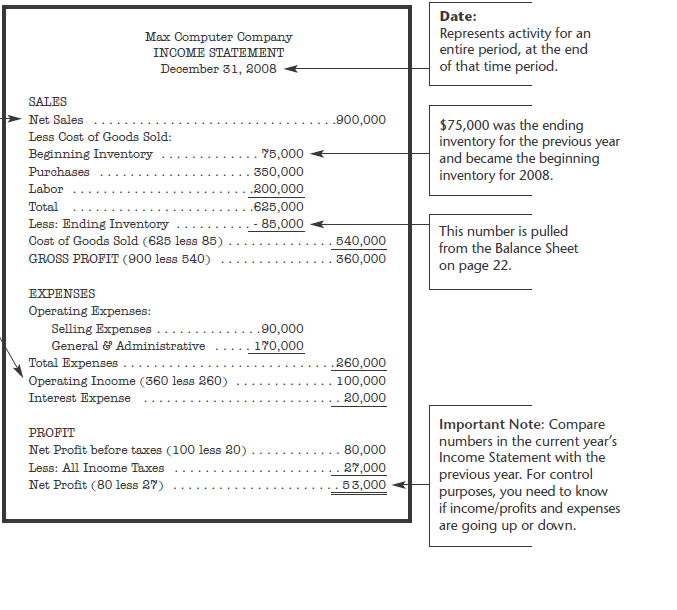 Max Computer Company
INCOME STATEMENT
December 31, 2008
SALES
Net Sales ................................900,000
Less Cost of Goods Sold:
Beginning Inventory ............. 75,000
Purchases .................... 350,000
Labor ........................200,000
Total ........................625,000
Less: Ending Inventory ..........- 85,000
Cost of Goods Sold (625 less 85) .............. 540,000
GROSS PROFIT (900 less 540) ............... 360,000
EXPENSES
Operating Expenses:
Selling Expenses ..............90,000
General & Administrative ..... 170,000
Total Expenses ............................260,000
Operating Income (360 less 260) ............. 100,000
Interest Expense .......................... 20,000
PROFIT
Net Profit before taxes (100 less 20) ............ 80,000
Less: All Income Taxes ...................... 27,000
Net Profit (80 less 27) ...................... 53,000
Date:
Represents activity for an
entire period, at the end
of that time period.
$75,000 was the ending
inventory for the previous year
and became the beginning
inventory for 2008.
This number is pulled
from the Balance Sheet
on page 22.
Important Note: Compare
numbers in the current year's
Income Statement with the
previous year. For control
purposes, you need to know
if income/profits and expenses
are going up or down.